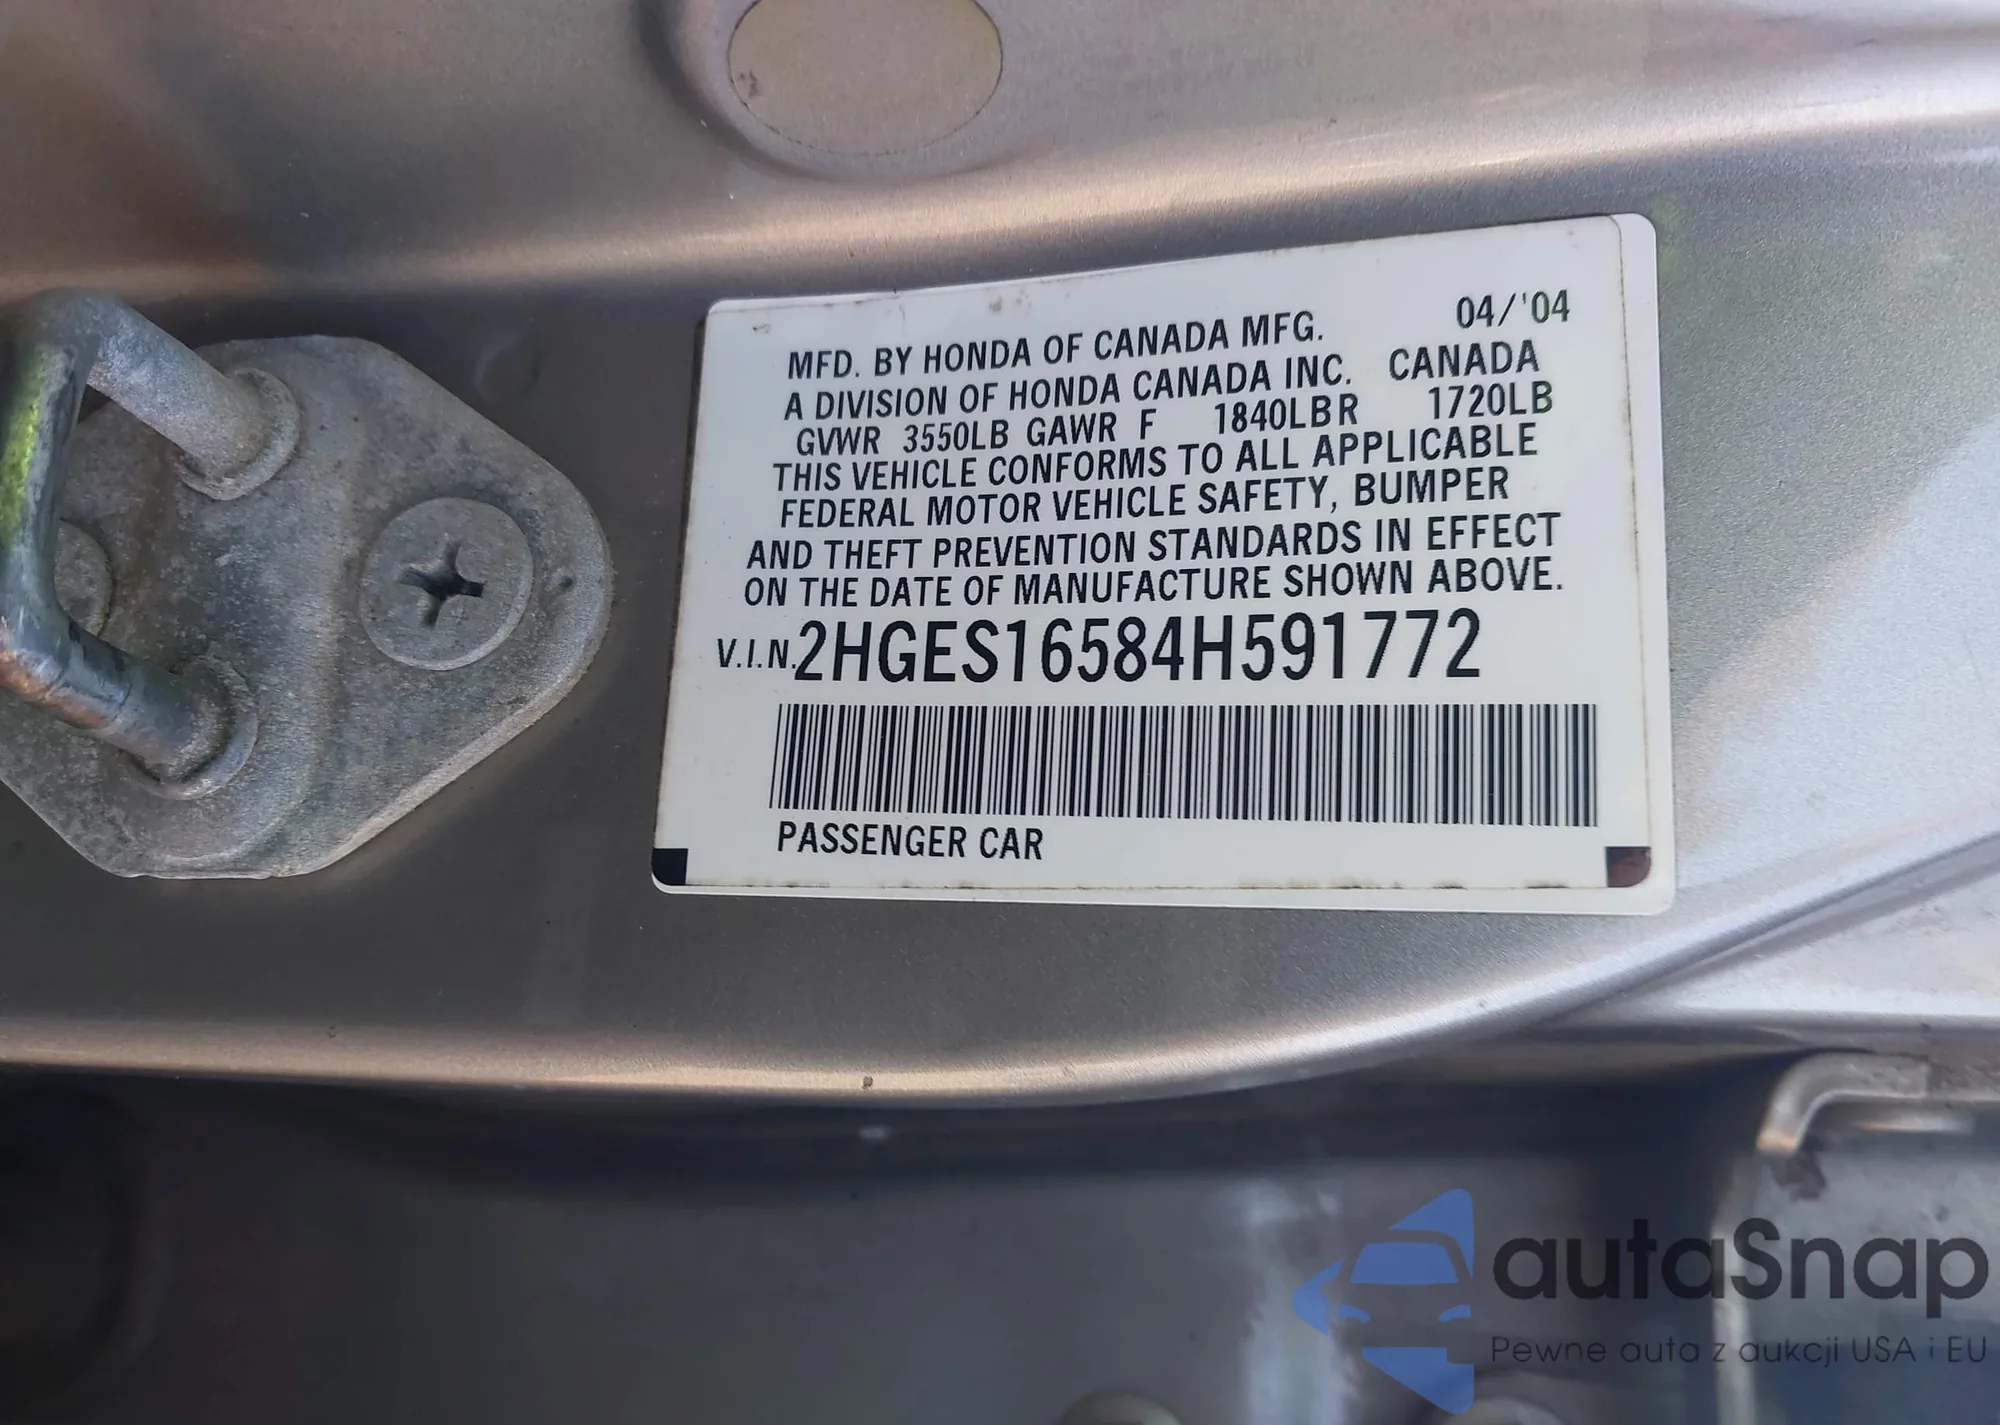 04/'04
MFD. BY HONDA OF CANADA MFG.
A DIVISION OF HONDA CANADA INC. CANADA
GVWR 3550LB GAWR F 1840LBR 1720LB
THIS VEHICLE CONFORMS TO ALL APPLICABLE
FEDERAL MOTOR VEHICLE SAFETY, BUMPER
AND THEFT PREVENTION STANDARDS IN EFFECT
ON THE DATE OF MANUFACTURE SHOWN ABOVE.
V.I.N.2HGES16584H591772
PASSENGER CAR
autaSnap
Pewne auta z aukcji USA i EU